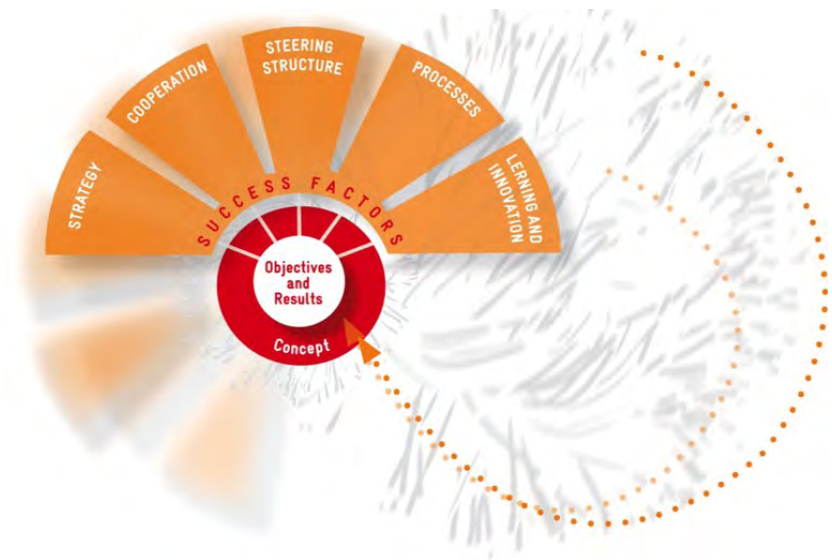 STRATEGY
COOPERATION
STEERING
STRUCTURE
PROCESSES
LERNING AND
INNOVATION
SUCCESS FACTORS
Objectives
and
Results
Concept